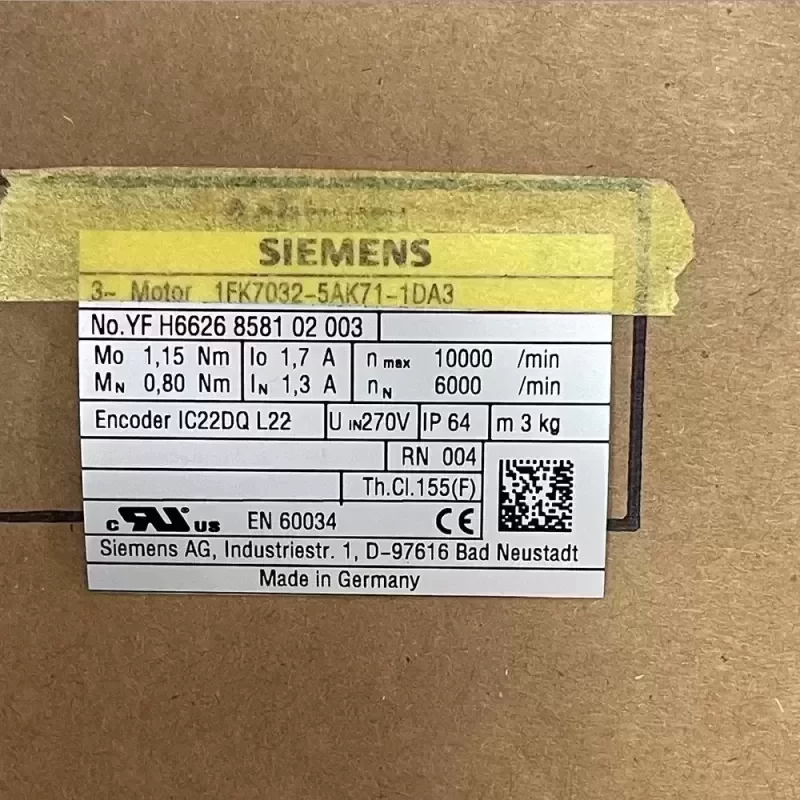 SIEMENS
3~ Motor 1FK7032-5AK71-1DA3
No.YF H6626 8581 02 003
Mo 1,15 Nm Io 1,7 A n max 10000 /min
MN 0,80 Nm IN 1,3 A nN 6000 /min
Encoder IC22DQ L22 U IN270V IP 64 m 3 kg
RN 004
Th.Cl.155(F)
c RU us EN 60034 CE
Siemens AG, Industriestr. 1, D-97616 Bad Neustadt
Made in Germany